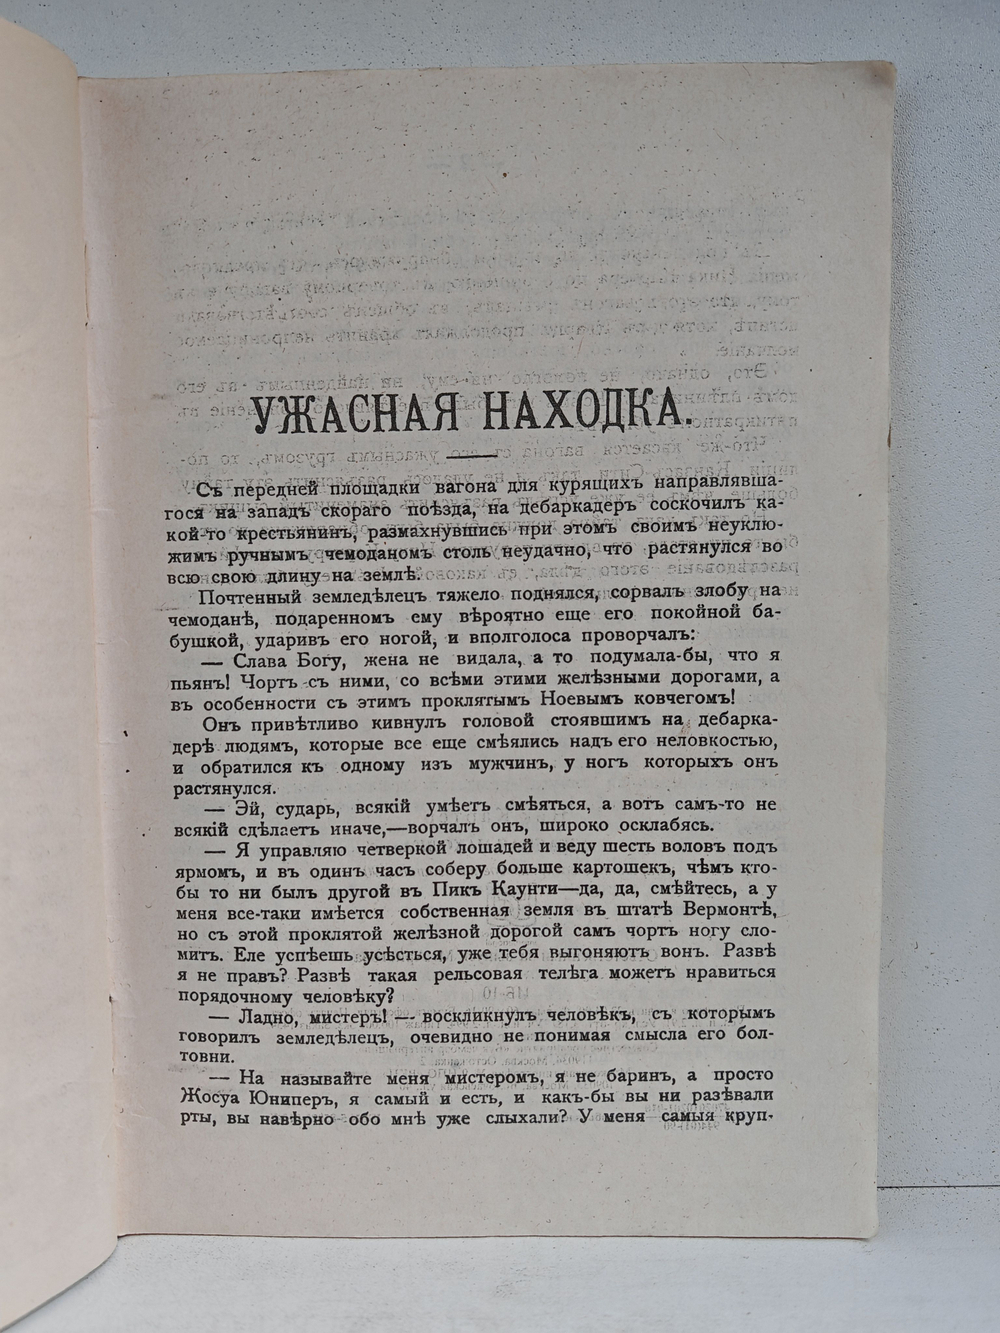 УЖАСНАЯ НАХОДКА.
Съ передней площадки вагона для курящихъ направлявша-
гося на западъ скораго поѣзда, на дебаркадеръ соскочилъ ка-
кой-то крестьянинъ, размахнувшись при этомъ своимъ неуклю-
жимъ ручнымъ чемоданомъ столь неудачно, что растянулся во
всю свою длину на землѣ.
Почтенный земледѣлецъ тяжело поднялся, сорвалъ злобу на
чемоданѣ, подаренномъ ему вѣроятно еще его покойной ба-
бушкой, ударивъ его ногой, и вполголоса проворчалъ:
— Слава Богу, жена не видала, а то подумала-бы, что я
пьянъ! Чортъ съ ними, со всѣми этими желѣзными дорогами, а
въ особенности съ этимъ проклятымъ Ноевымъ ковчегомъ!
Онъ привѣтливо кивнулъ головой стоявшимъ на дебарка-
дерѣ людямъ, которые все еще смѣялись надъ его неловкостью,
и обратился къ одному изъ мужчинъ, у ногъ которыхъ онъ
растянулся.
— Эй, сударь, всякій умѣетъ смѣяться, а вотъ самъ-то не
всякій сдѣлаетъ иначе,—ворчалъ онъ, широко осклабясь.
— Я управляю четверкой лошадей и веду шесть воловъ подъ
ярмомъ, и въ одинъ часъ соберу больше картошекъ, чѣмъ кто-
бы то ни былъ другой въ Пикъ Каунти—да, да, смѣйтесь, а у
меня все-таки имѣется собственная земля въ штатѣ Вермонтѣ,
но съ этой проклятой желѣзной дорогой самъ чортъ ногу сло-
митъ. Еле успѣешь усѣсться, уже тебя выгоняютъ вонъ. Развѣ
я не правъ? Развѣ такая рельсовая телѣга можетъ нравиться
порядочному человѣку?
— Ладно, мистеръ! — воскликнулъ человѣкъ, съ которымъ
говорилъ земледѣлецъ, очевидно не понимая смысла его бол-
товни.
— На называйте меня мистеромъ, я не баринъ, а просто
Жосуа Юниперъ, я самый и есть, и какъ-бы вы ни разѣвали
рты, вы навѣрно обо мнѣ уже слыхали? У меня самыя круп-